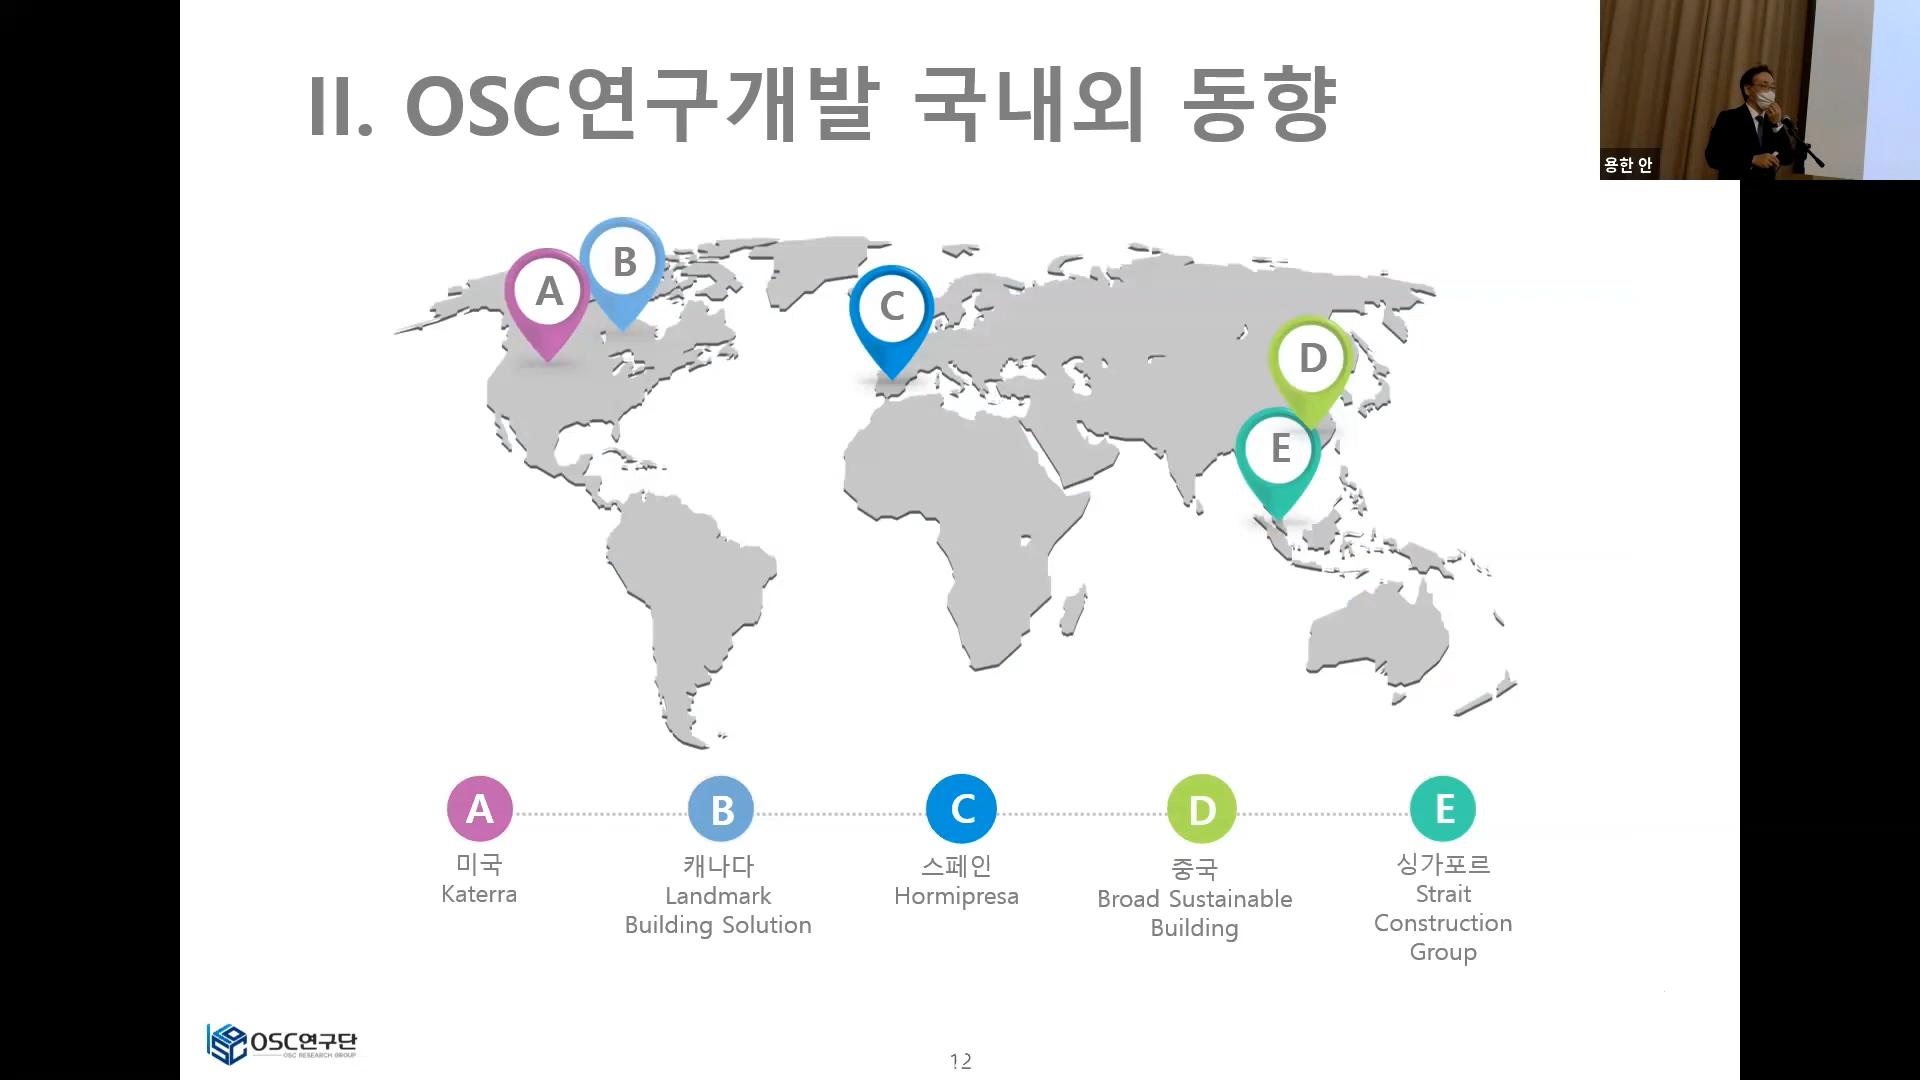 II. OSC연구개발 국내외 동향
용한 안
A
B
C
D
E
A
B
C
D
E
미국
Katerra
캐나다
Landmark
Building Solution
스페인
Hormipresa
중국
Broad Sustainable
Building
싱가포르
Strait
Construction
Group
OSC연구단
OSC RESEARCH GROUP
12